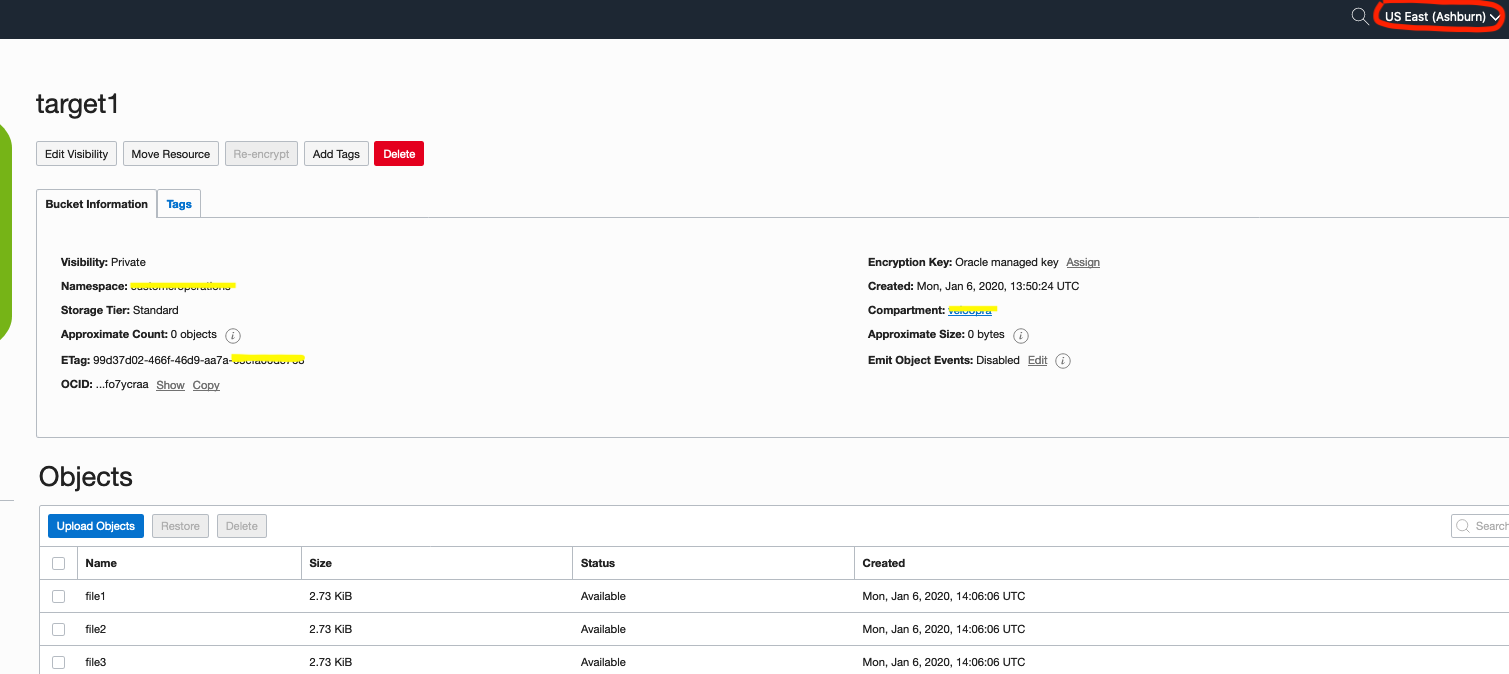 US East (Ashburn)
target1
Edit Visibility Move Resource Re-encrypt Add Tags Delete
Bucket Information Tags
Visibility: Private
Encryption Key: Oracle managed key Assign
Namespace:
Created: Mon, Jan 6, 2020, 13:50:24 UTC
Storage Tier: Standard
Compartment:
Approximate Count: 0 objects i
Approximate Size: 0 bytes i
ETag: 99d37d02-466f-46d9-aa7a-
Emit Object Events: Disabled Edit i
OCID: ...fo7ycraa Show Copy
Objects
Upload Objects Restore Delete Search
Name Size Status Created
file1 2.73 KiB Available Mon, Jan 6, 2020, 14:06:06 UTC
file2 2.73 KiB Available Mon, Jan 6, 2020, 14:06:06 UTC
file3 2.73 KiB Available Mon, Jan 6, 2020, 14:06:06 UTC